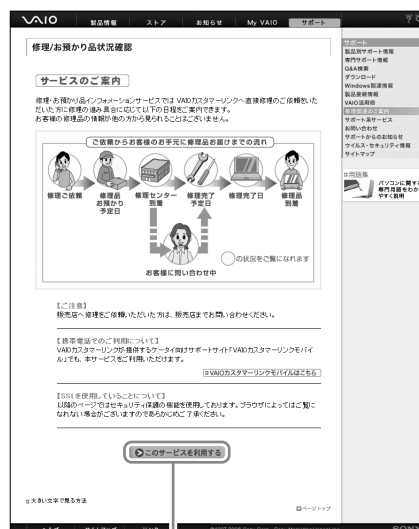 VAIO
製品情報 ストア お知らせ My VAIO サポート
修理/お預かり品状況確認
サービスのご案内
修理・お預かり品インフォメーションサービスでは VAIOカスタマーリンクへ直接修理のご依頼をいた
だいた方に修理の進み具合に応じて以下の日程をご案内できます。
お客様の修理品の情報が他の方から見られることはございません。
ご依頼からお客様のお手元に修理品お届けまでの流れ
修理ご依頼
修理品
お預かり
予定日
修理センター
到着
修理完了
予定日
修理完了日
修理品
到着
お客様に問い合わせ中
の状況をご覧になれます
【ご注意】
販売店へ修理をご依頼いただいた方は、販売店までお問い合わせください。
【携帯電話でのご利用について】
VAIOカスタマーリンクが提供するケータイ向けサポートサイト「VAIOカスタマーリンクモバイ
ル」でも、本サービスをご利用いただけます。
VAIOカスタマーリンクモバイルはこちら
【SSLを使用していることについて】
以降のページではセキュリティ保護の機能を使用しております。ブラウザによってはご覧に
なれない場合がございますのであらかじめご了承ください。
このサービスを利用する
大きい文字で見る方法
ページトップ
サポート
製品別サポート情報
専門サポート情報
Q&A検索
ダウンロード
Windows関連情報
製品接続情報
VAIO活用術
修理関連のご案内
サポート系サービス
お問い合わせ
サポートからのお知らせ
ウイルス・セキュリティ情報
サイトマップ
用語集
パソコンに関する
専門用語をわか
やすく説明